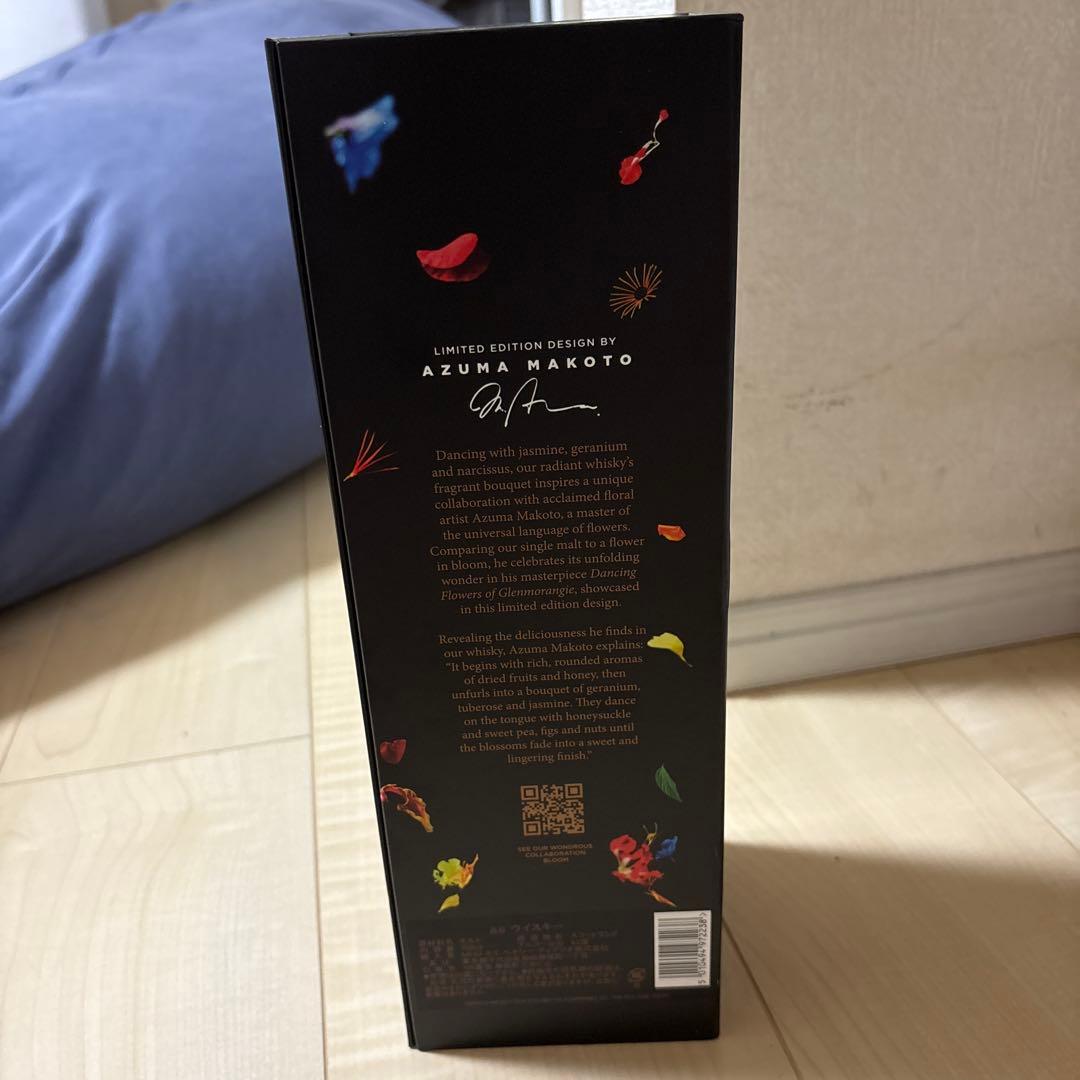 LIMITED EDITION DESIGN BY
AZUMA MAKOTO
Dancing with jasmine, geranium
and narcissus, our radiant whisky's
fragrant bouquet inspires a unique
collaboration with acclaimed floral
artist Azuma Makoto, a master of
the universal language of flowers.
Comparing our single malt to a flower
in bloom, he celebrates its unfolding
wonder in his masterpiece Dancing
Flowers of Glenmorangie, showcased
in this limited edition design.
Revealing the deliciousness he finds in
our whisky, Azuma Makoto explains:
“It begins with rich, rounded aromas
of dried fruits and honey, then
unfurls into a bouquet of geranium,
tuberose and jasmine. They dance
on the tongue with honeysuckle
and sweet pea, figs and nuts until
the blossoms fade into a sweet and
lingering finish.”
SEE OUR WONDROUS
COLLABORATION
BLOOM
ウイスキー
5 010494 972238